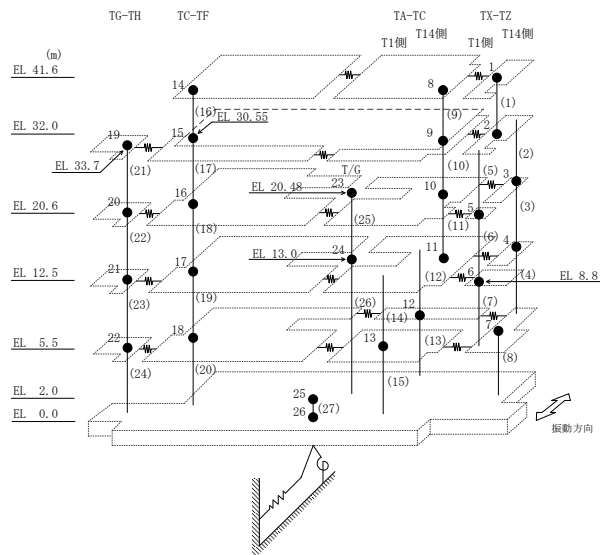 TG-TH TC-TF TA-TC TX-TZ
T1側 T14側 T1側 T14側
(m)
EL 41.6
14 8 1
(16) (9) (1)
EL 30.55
EL 32.0
19 15 9 2
EL 33.7
(21) (17) (10) (2)
T/G
16 23 10 (5) 3
EL 20.48
EL 20.6
20 (18) (25) (11) 5 (3)
(22)
24 11 (6) 4
EL 13.0
17
EL 12.5
21 (12) 6 (4)
EL 8.8
(23) (19)
(26) (14) 12 (7)
18 13 (13) 7
EL 5.5
22 (8)
(24) (20) (15)
EL 2.0
25
EL 0.0
26 (27)
振動方向